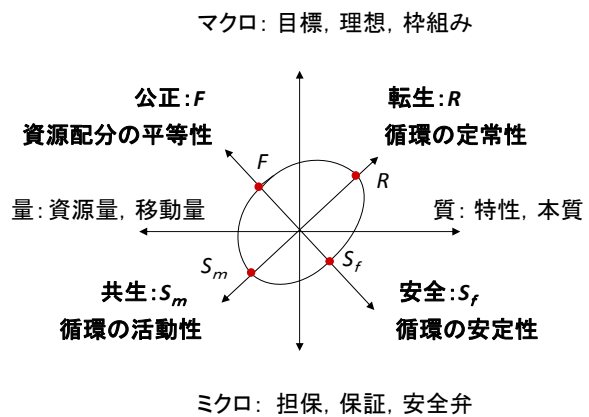 マクロ: 目標, 理想, 枠組み
公正:F
資源配分の平等性
転生:R
循環の定常性
F
R
量:資源量, 移動量
質:特性, 本質
Sm
Sf
共生:Sm
循環の活動性
安全:Sf
循環の安定性
ミクロ: 担保, 保証, 安全弁